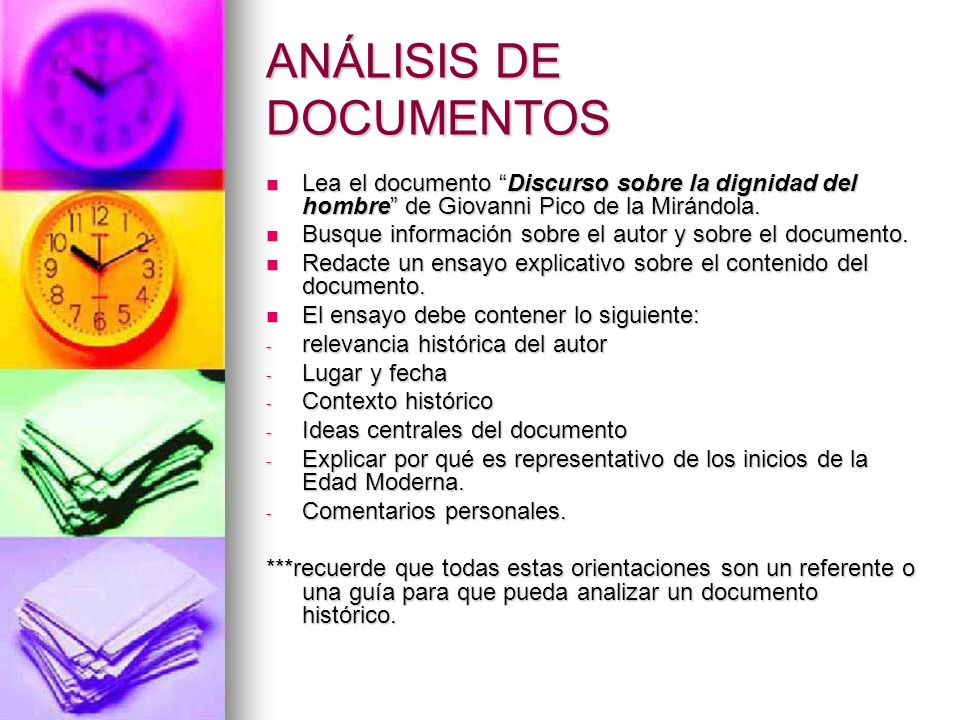 ANÁLISIS DE
DOCUMENTOS
Lea el documento “Discurso sobre la dignidad del
hombre” de Giovanni Pico de la Mirándola.
Busque información sobre el autor y sobre el documento.
Redacte un ensayo explicativo sobre el contenido del
documento.
El ensayo debe contener lo siguiente:
- relevancia histórica del autor
- Lugar y fecha
- Contexto histórico
- Ideas centrales del documento
- Explicar por qué es representativo de los inicios de la
Edad Moderna.
- Comentarios personales.
***recuerde que todas estas orientaciones son un referente o
una guía para que pueda analizar un documento
histórico.